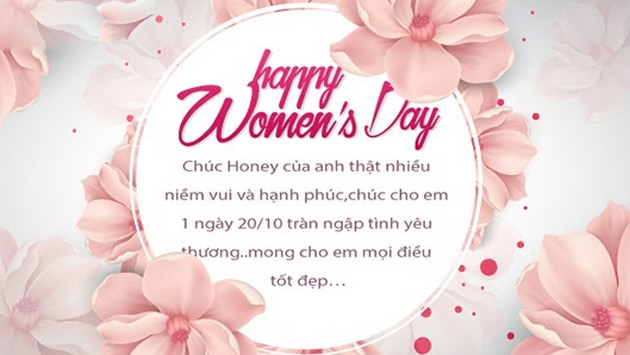 happy
Women's Day
Chúc Honey của anh thật nhiều
niềm vui và hạnh phúc,chúc cho em
1 ngày 20/10 tràn ngập tình yêu
thương..mong cho em mọi điều
tốt đẹp...